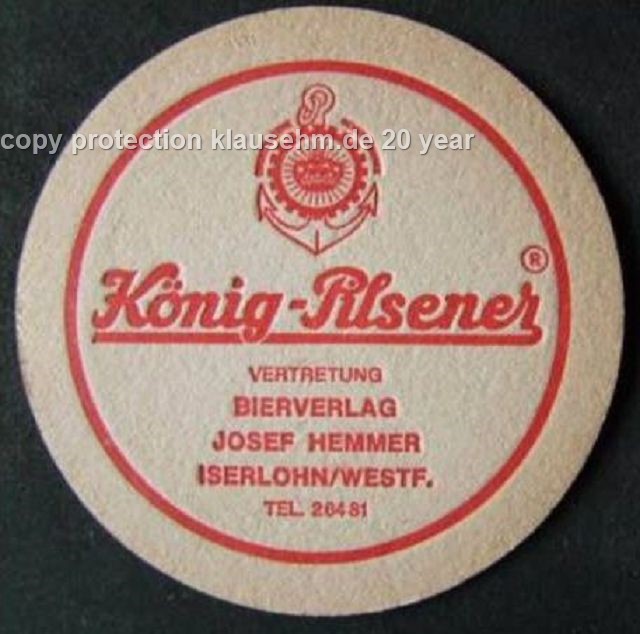 copy protection klausehm.de 20 year
König-Pilsener ®
VERTRETUNG
BIERVERLAG
JOSEF HEMMER
ISERLOHN/WESTF.
TEL. 26481